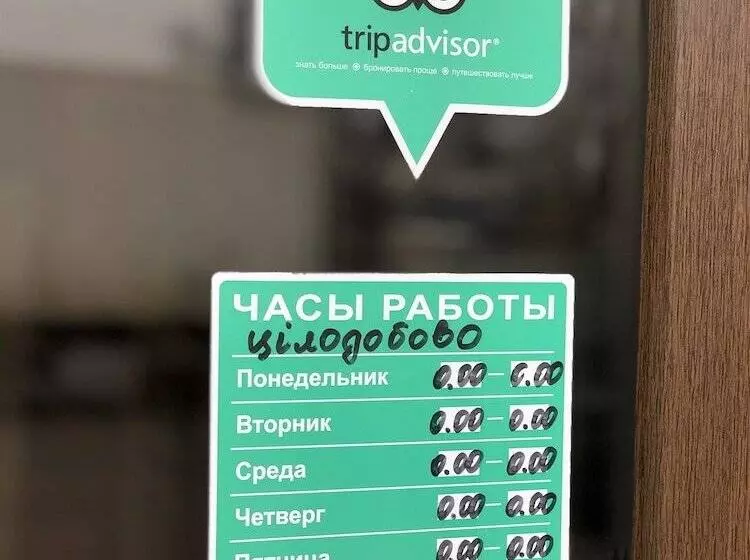 tripadvisor®
знать больше ⊙ бронировать проще ⊙ путешествовать лучше
ЧАСЫ РАБОТЫ
цілодобово
Понедельник 0.00 – 0.00
Вторник 0.00 – 0.00
Среда 0.00 – 0.00
Четверг 0.00 – 0.00
Пятница 0.00 – 0.00